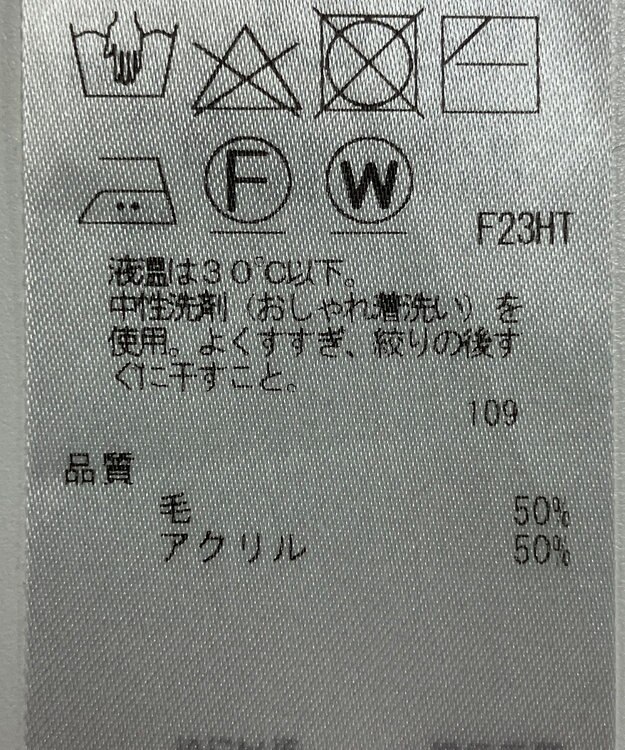 F
W
F23HT
液温は30℃以下。
中性洗剤（おしゃれ着洗い）を
使用。よくすすぎ、絞りの後す
ぐに干すこと。
109
品質
毛 50%
アクリル 50%